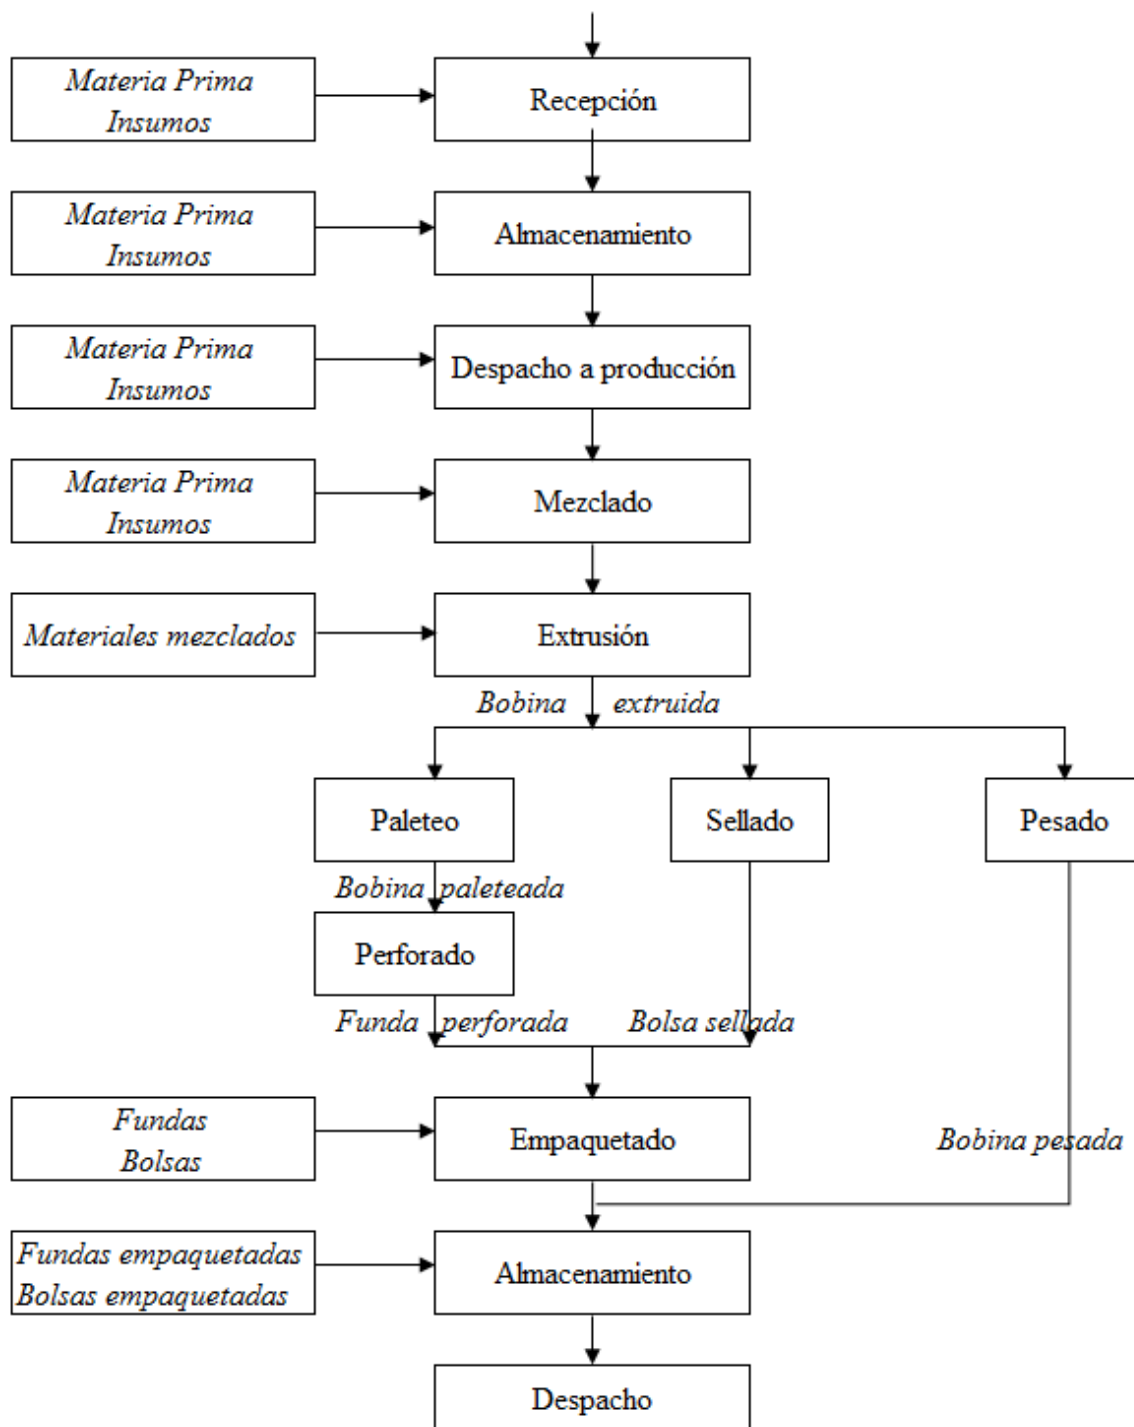 Materia Prima
Insumos
Recepción
Materia Prima
Insumos
Almacenamiento
Materia Prima
Insumos
Despacho a producción
Materia Prima
Insumos
Mezclado
Materiales mezclados
Extrusión
Bobina extruida
Paleteo
Sellado
Pesado
Bobina paleteada
Perforado
Funda perforada
Bolsa sellada
Fundas
Bolsas
Empaquetado
Bobina pesada
Fundas empaquetadas
Bolsas empaquetadas
Almacenamiento
Despacho